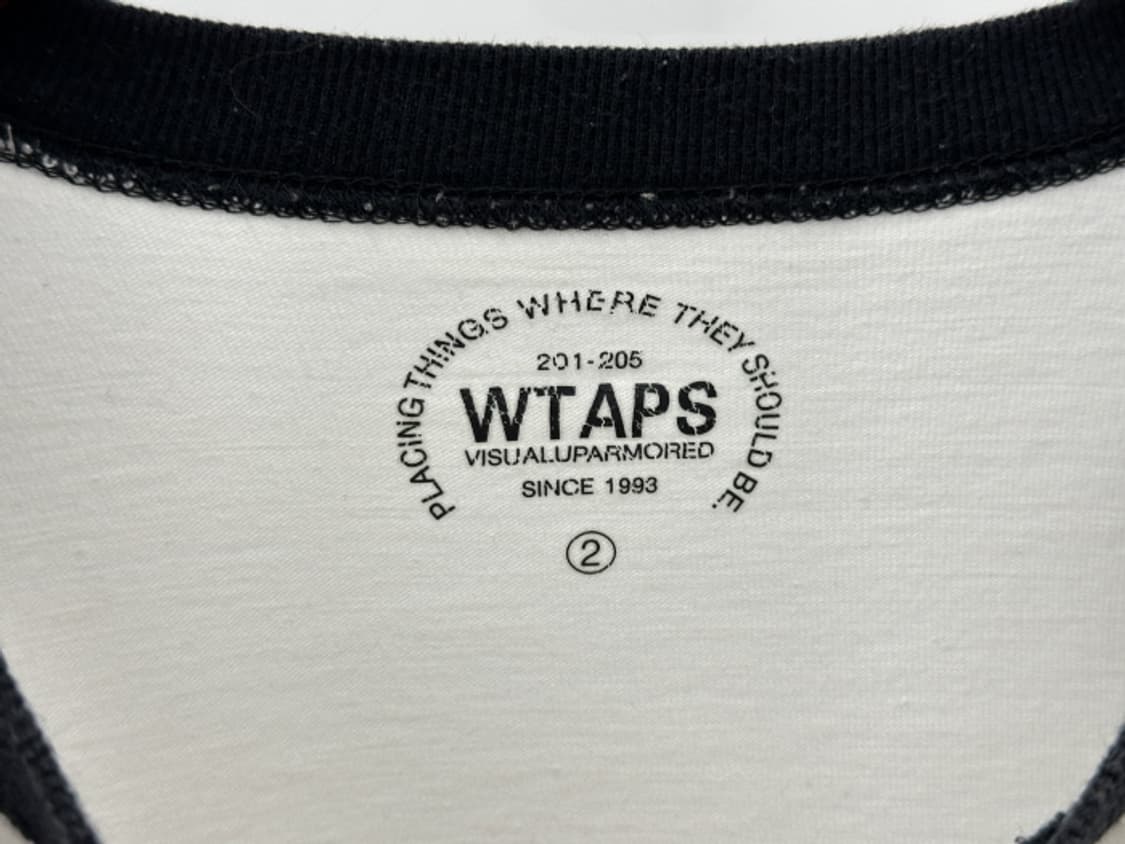 PLACING THINGS WHERE THEY SHOULD BE.
201-205
WTAPS
VISUALUPARMORED
SINCE 1993
2